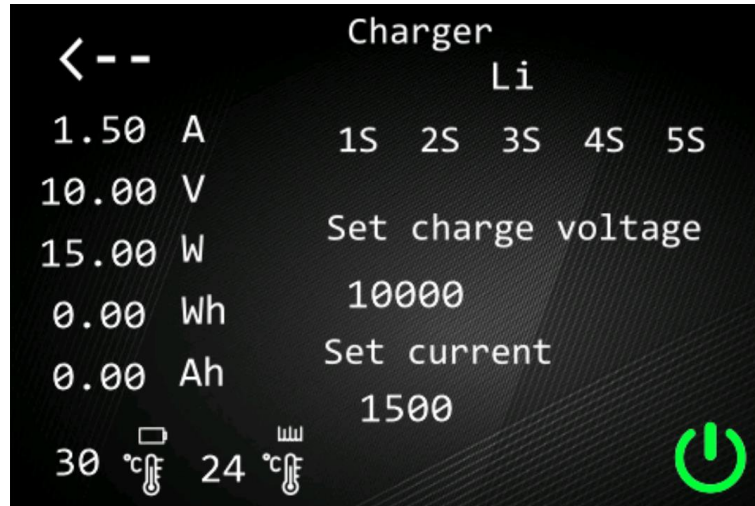 <--
Charger
Li
1.50 A
1S 2S 3S 4S 5S
10.00 V
Set charge voltage
15.00 W
10000
0.00 Wh
Set current
0.00 Ah
1500
30 °C 24 °C